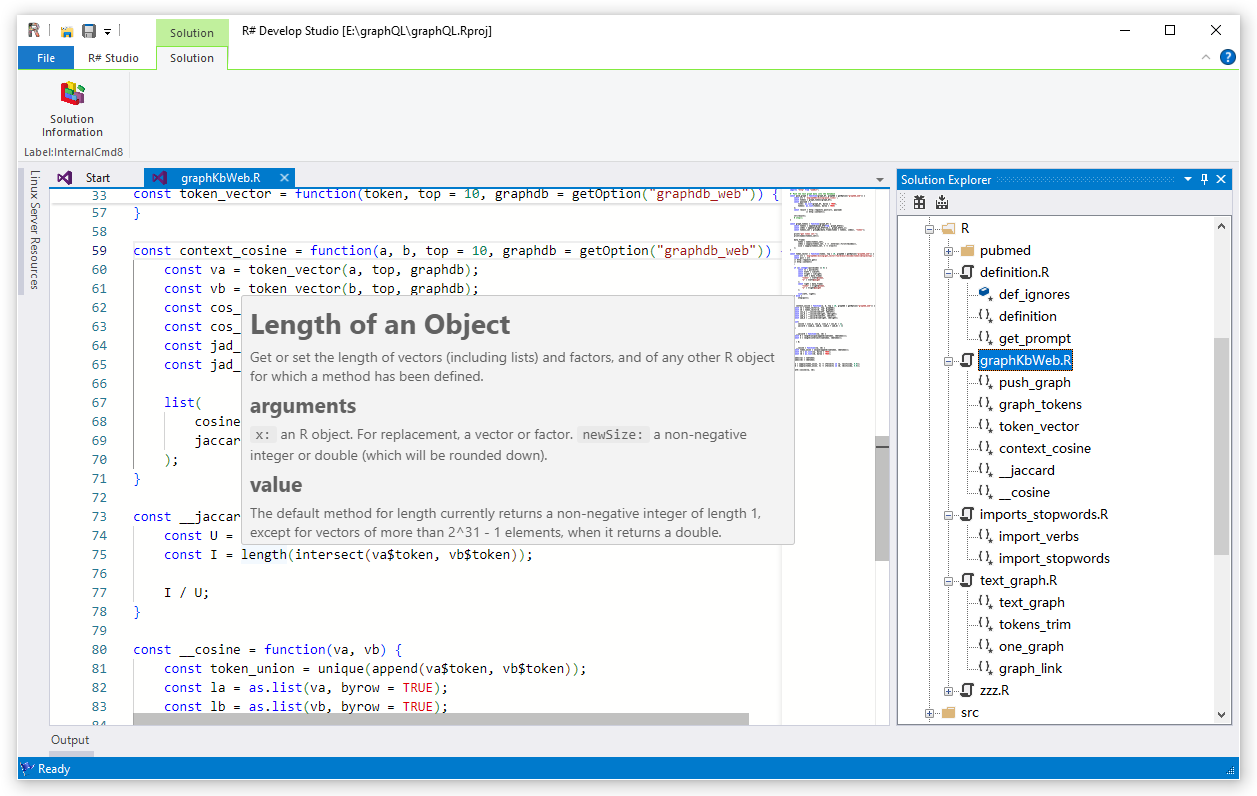 Solution
R# Develop Studio [E:\graphQL\graphQL.Rproj]
File
R# Studio
Solution
Solution
Information
Label:InternalCmd8
Linux Server Resources
Start
graphKbWeb.R
33 const token_vector = function(token, top = 10, graphdb = getOption("graphdb_web")) {
57 }
58
59 const context_cosine = function(a, b, top = 10, graphdb = getOption("graphdb_web"))
60 const va = token_vector(a, top, graphdb);
61 const vb = token_vector(b, top, graphdb);
62 const cos_
63 const cos_
64 const jad_
65 const jad_
66
67 list(
68 cosine
69 jaccar
70 );
71 }
72
73 const __jaccar
74 const U =
75 const I = length(intersect(va$token, vb$token));
76
77 I / U;
78 }
79
80 const __cosine = function(va, vb) {
81 const token_union = unique(append(va$token, vb$token));
82 const la = as.list(va, byrow = TRUE);
83 const lb = as.list(vb, byrow = TRUE);
84
Length of an Object
Get or set the length of vectors (including lists) and factors, and of any other R object
for which a method has been defined.
arguments
x: an R object. For replacement, a vector or factor. newSize: a non-negative
integer or double (which will be rounded down).
value
The default method for length currently returns a non-negative integer of length 1,
except for vectors of more than 2^31 - 1 elements, when it returns a double.
Solution Explorer
R
pubmed
definition.R
def_ignores
definition
get_prompt
graphKbWeb.R
push_graph
graph_tokens
token_vector
context_cosine
__jaccard
__cosine
imports_stopwords.R
import_verbs
import_stopwords
text_graph.R
text_graph
tokens_trim
one_graph
graph_link
zzz.R
src
Output
Ready